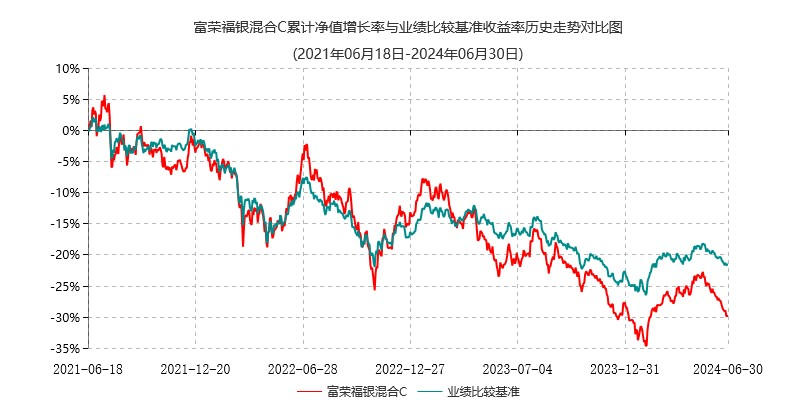 富荣福银混合C累计净值增长率与业绩比较基准收益率历史走势对比图
(2021年06月18日-2024年06月30日)
10%
5%
0%
-5%
-10%
-15%
-20%
-25%
-30%
-35%
2021-06-18 2021-12-20 2022-06-28 2022-12-27 2023-07-04 2023-12-31 2024-06-30
富荣福银混合C 业绩比较基准